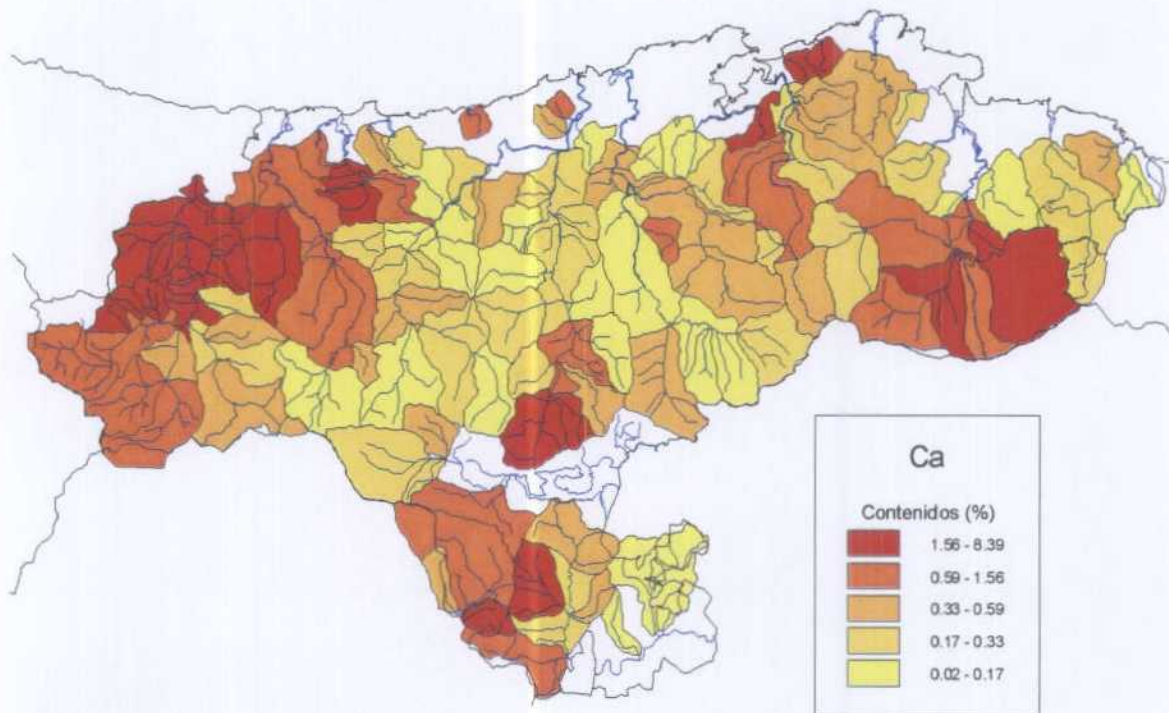 Ca
Contenidos (%)
1.56 - 8.39
0.59 - 1.56
0.33 - 0.59
0.17 - 0.33
0.02 - 0.17